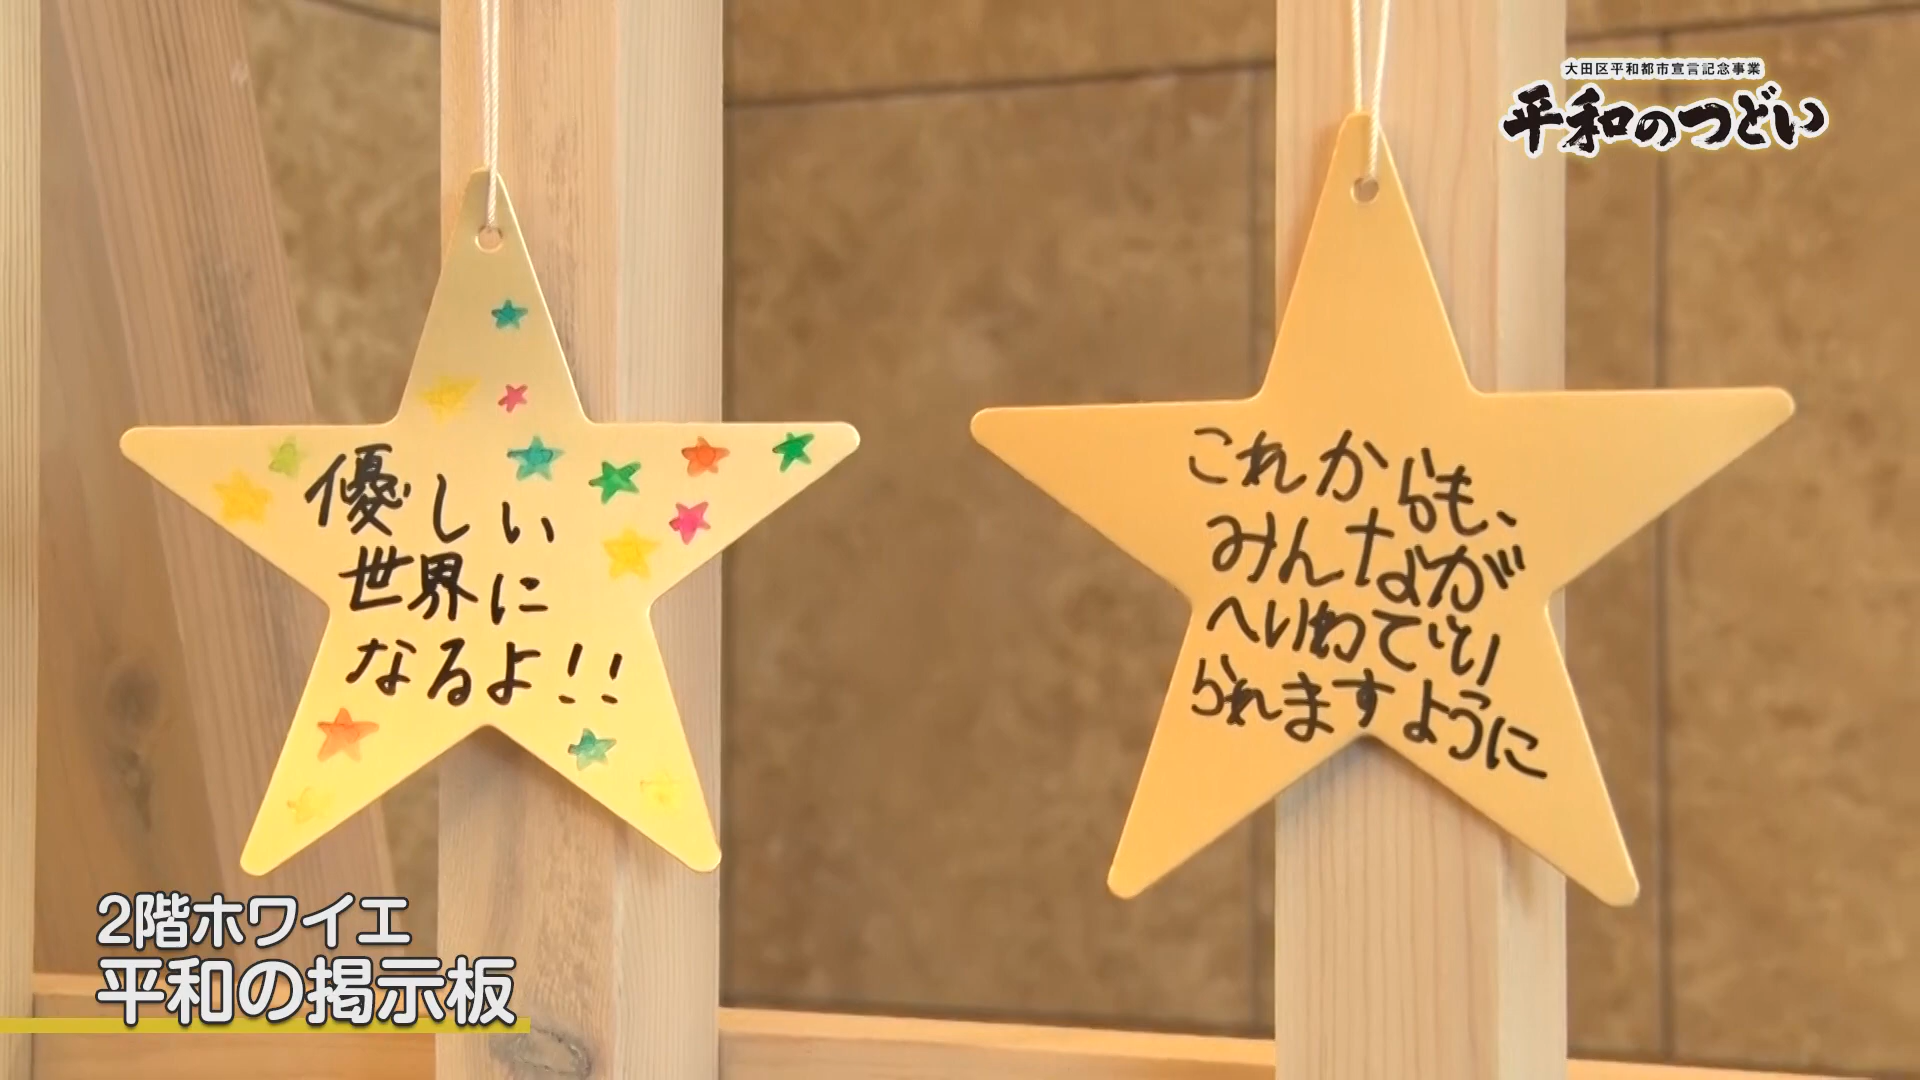 大田区平和都市宣言記念事業
平和のつどい
優しい
世界に
なるよ!!
これからも、
みんなが
へいわでい
られますように
2階ホワイエ
平和の掲示板